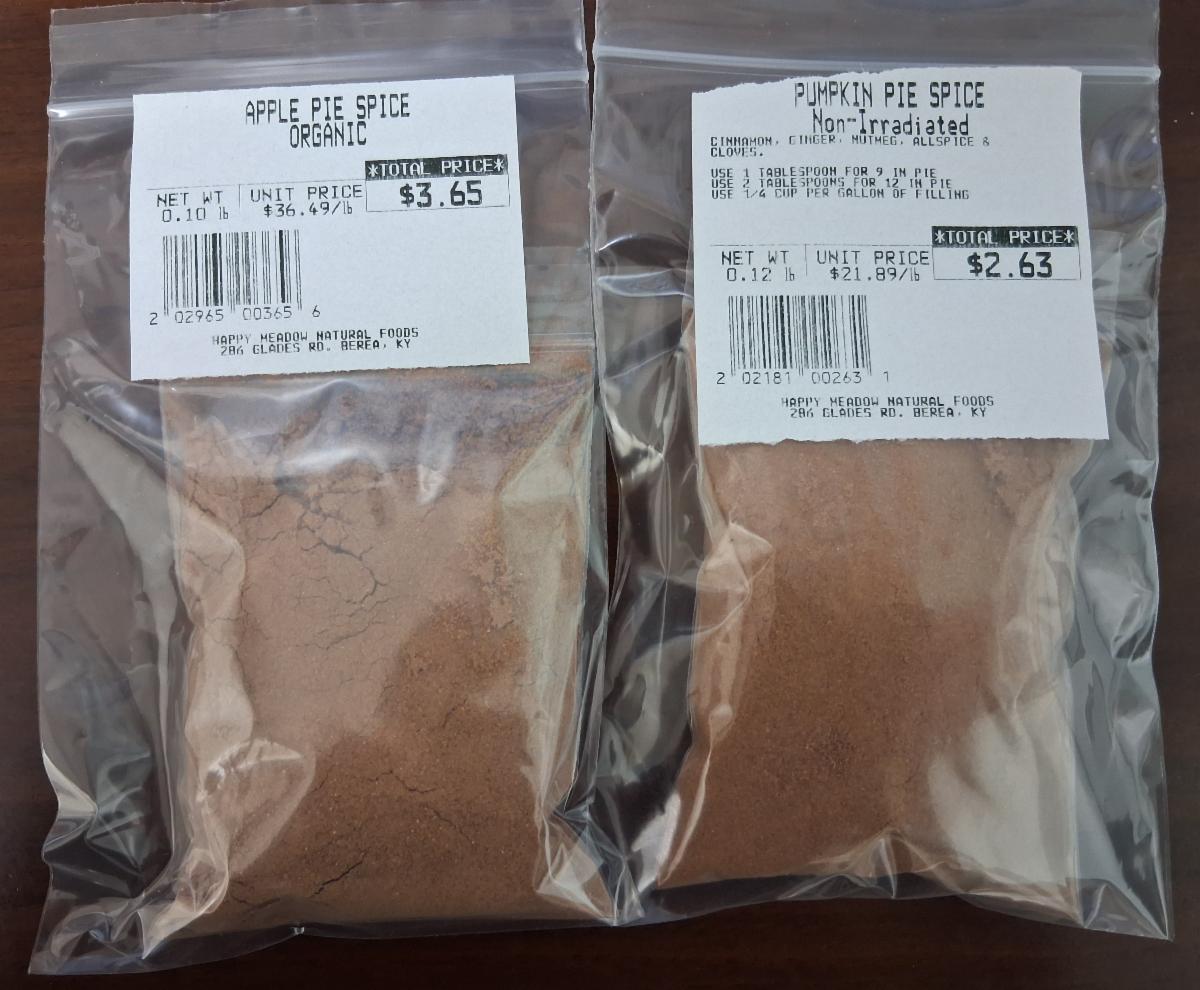 APPLE PIE SPICE
ORGANIC
*TOTAL PRICE*
NET WT
UNIT PRICE
$3.65
0.10 lb
$36.49/lb
2 02965 00365 6
HAPPY MEADOW NATURAL FOODS
286 GLADES RD. BEREA, KY
PUMPKIN PIE SPICE
Non-Irradiated
CINNAMON, GINGER, NUTMEG, ALLSPICE &
CLOVES.
USE 1 TABLESPOON FOR 9 IN PIE
USE 2 TABLESPOONS FOR 12 IN PIE
USE 1/4 CUP PER GALLON OF FILLING
*TOTAL PRICE*
NET WT
UNIT PRICE
$2.63
0.12 lb
$21.89/lb
2 02181 00263 1
HAPPY MEADOW NATURAL FOODS
286 GLADES RD. BEREA, KY